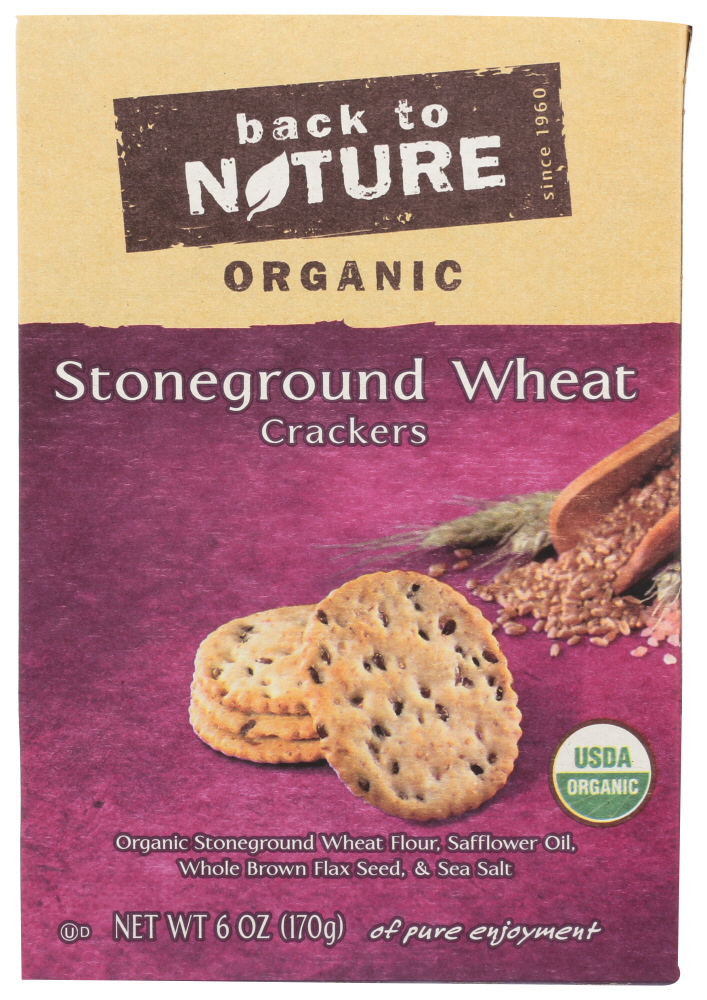 back to
NATURE
since 1960
ORGANIC
Stoneground Wheat
Crackers
USDA
ORGANIC
Organic Stoneground Wheat Flour, Safflower Oil,
Whole Brown Flax Seed, & Sea Salt
UD NET WT 6 OZ (170g) of pure enjoyment